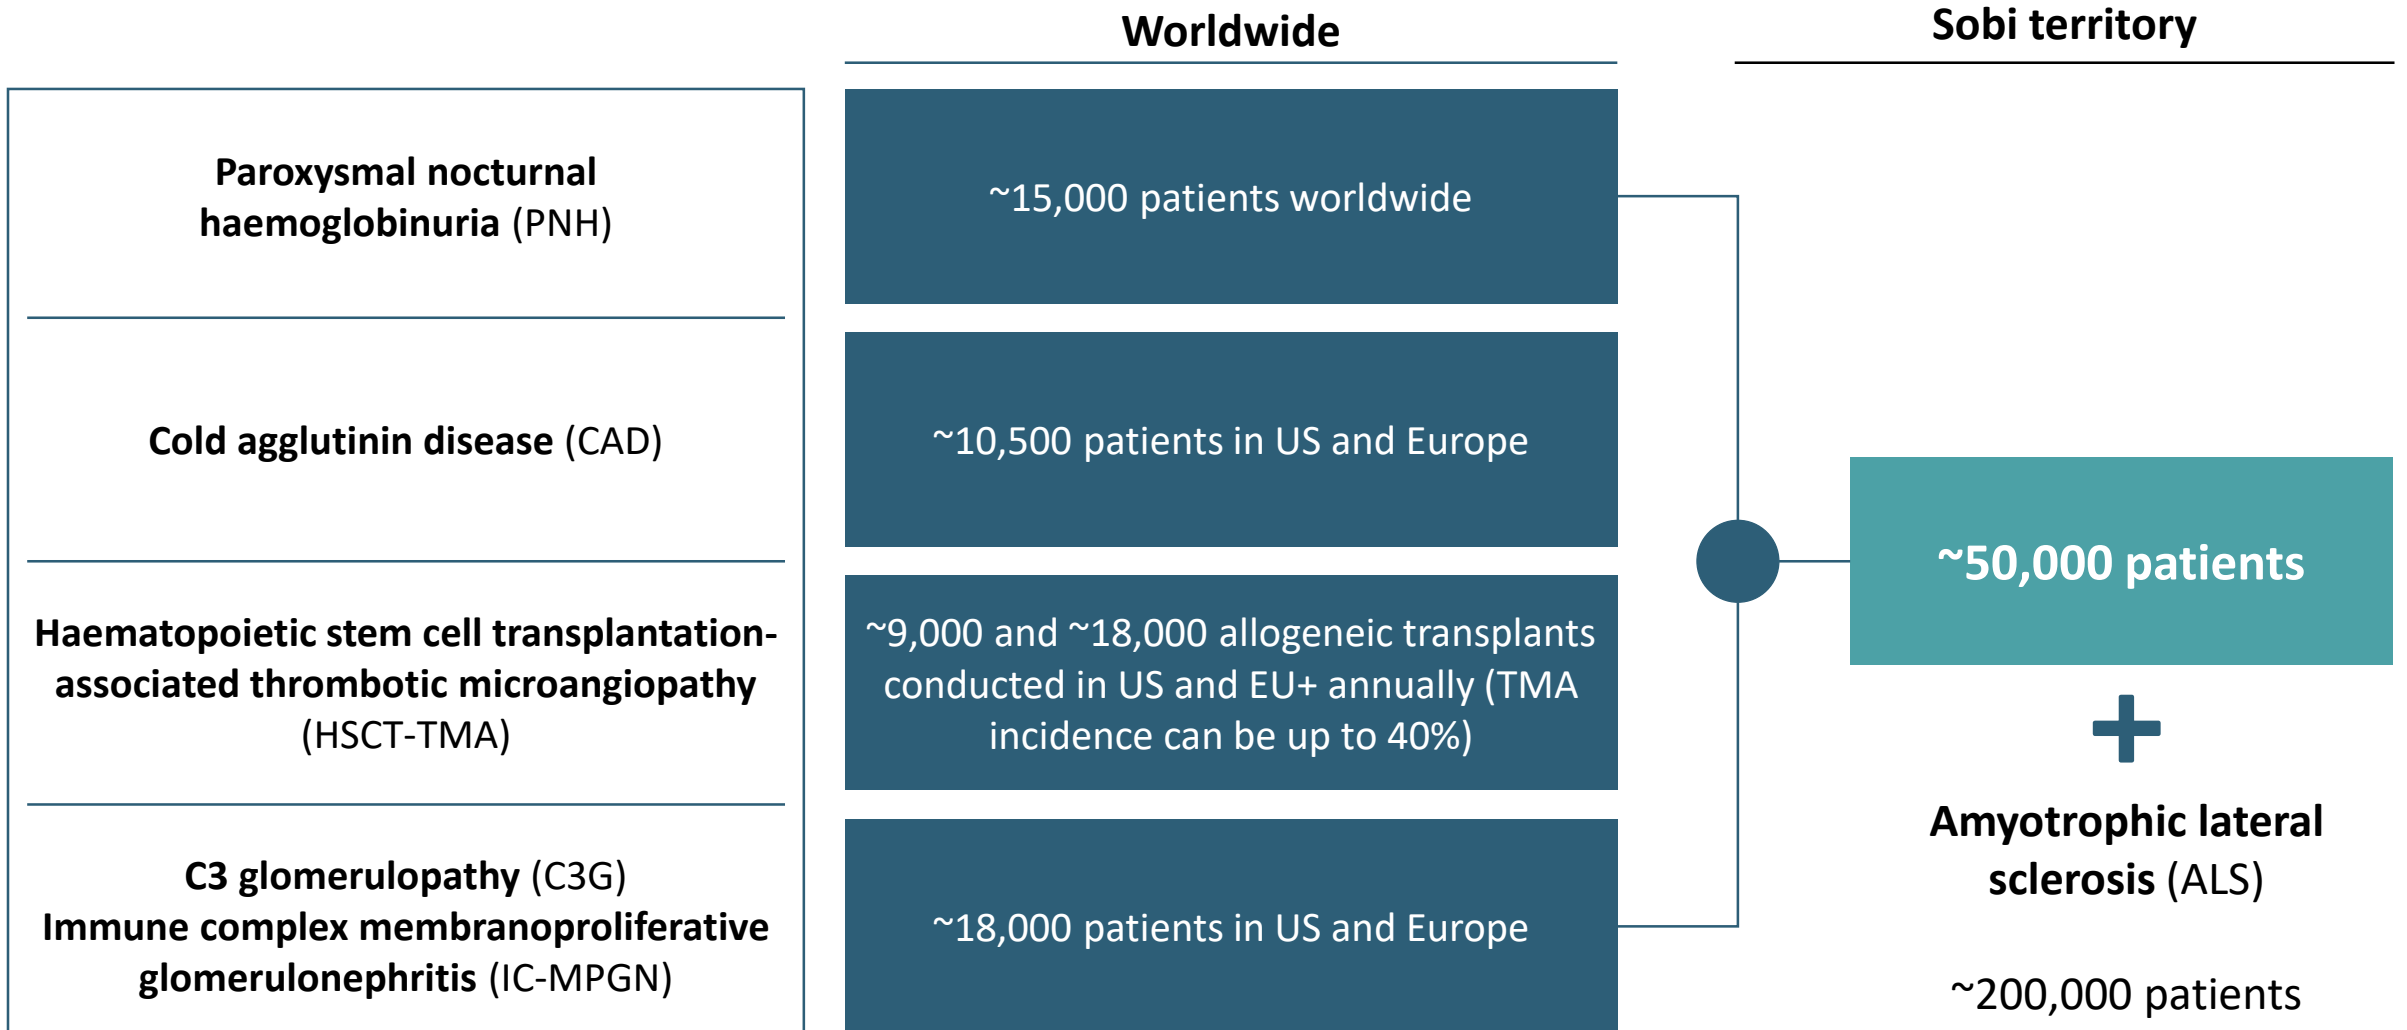 Worldwide
Sobi territory
Paroxysmal nocturnal
haemoglobinuria (PNH)
~15,000 patients worldwide
Cold agglutinin disease (CAD)
~10,500 patients in US and Europe
Haematopoietic stem cell transplantation-
associated thrombotic microangiopathy
(HSCT-TMA)
~9,000 and ~18,000 allogeneic transplants
conducted in US and EU+ annually (TMA
incidence can be up to 40%)
C3 glomerulopathy (C3G)
Immune complex membranoproliferative
glomerulonephritis (IC-MPGN)
~18,000 patients in US and Europe
~50,000 patients
+
Amyotrophic lateral
sclerosis (ALS)
~200,000 patients